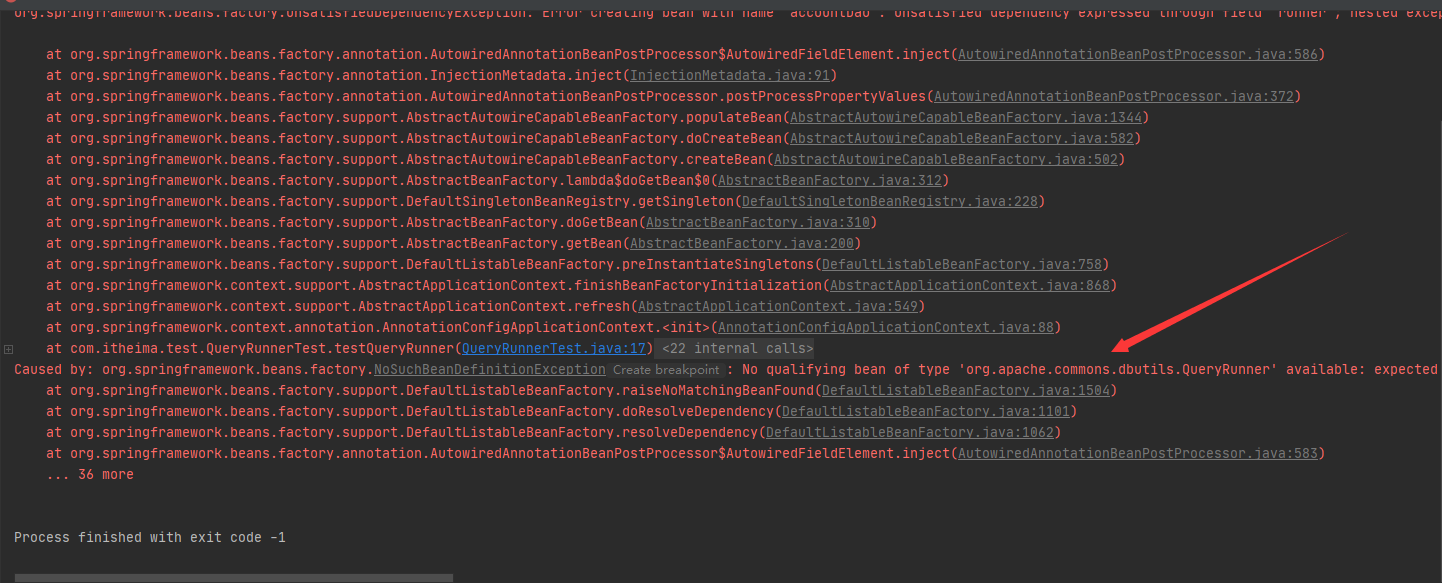 org.springframework.beans.factory.UnsatisfiedDependencyException: Error creating bean with name 'accountDao': Unsatisfied dependency expressed through field 'runner'; nested excep
at org.springframework.beans.factory.annotation.AutowiredAnnotationBeanPostProcessor$AutowiredFieldElement.inject(AutowiredAnnotationBeanPostProcessor.java:586)
at org.springframework.beans.factory.annotation.InjectionMetadata.inject(InjectionMetadata.java:91)
at org.springframework.beans.factory.annotation.AutowiredAnnotationBeanPostProcessor.postProcessPropertyValues(AutowiredAnnotationBeanPostProcessor.java:372)
at org.springframework.beans.factory.support.AbstractAutowireCapableBeanFactory.populateBean(AbstractAutowireCapableBeanFactory.java:1344)
at org.springframework.beans.factory.support.AbstractAutowireCapableBeanFactory.doCreateBean(AbstractAutowireCapableBeanFactory.java:582)
at org.springframework.beans.factory.support.AbstractAutowireCapableBeanFactory.createBean(AbstractAutowireCapableBeanFactory.java:502)
at org.springframework.beans.factory.support.AbstractBeanFactory.lambda$doGetBean$0(AbstractBeanFactory.java:312)
at org.springframework.beans.factory.support.DefaultSingletonBeanRegistry.getSingleton(DefaultSingletonBeanRegistry.java:228)
at org.springframework.beans.factory.support.AbstractBeanFactory.doGetBean(AbstractBeanFactory.java:310)
at org.springframework.beans.factory.support.AbstractBeanFactory.getBean(AbstractBeanFactory.java:200)
at org.springframework.beans.factory.support.DefaultListableBeanFactory.preInstantiateSingletons(DefaultListableBeanFactory.java:758)
at org.springframework.context.support.AbstractApplicationContext.finishBeanFactoryInitialization(AbstractApplicationContext.java:868)
at org.springframework.context.support.AbstractApplicationContext.refresh(AbstractApplicationContext.java:549)
at org.springframework.context.annotation.AnnotationConfigApplicationContext.<init>(AnnotationConfigApplicationContext.java:88)
at com.itheima.test.QueryRunnerTest.testQueryRunner(QueryRunnerTest.java:17) <22 internal calls>
Caused by: org.springframework.beans.factory.NoSuchBeanDefinitionException Create breakpoint : No qualifying bean of type 'org.apache.commons.dbutils.QueryRunner' available: expected
at org.springframework.beans.factory.support.DefaultListableBeanFactory.raiseNoMatchingBeanFound(DefaultListableBeanFactory.java:1504)
at org.springframework.beans.factory.support.DefaultListableBeanFactory.doResolveDependency(DefaultListableBeanFactory.java:1101)
at org.springframework.beans.factory.support.DefaultListableBeanFactory.resolveDependency(DefaultListableBeanFactory.java:1062)
at org.springframework.beans.factory.annotation.AutowiredAnnotationBeanPostProcessor$AutowiredFieldElement.inject(AutowiredAnnotationBeanPostProcessor.java:583)
... 36 more
Process finished with exit code -1